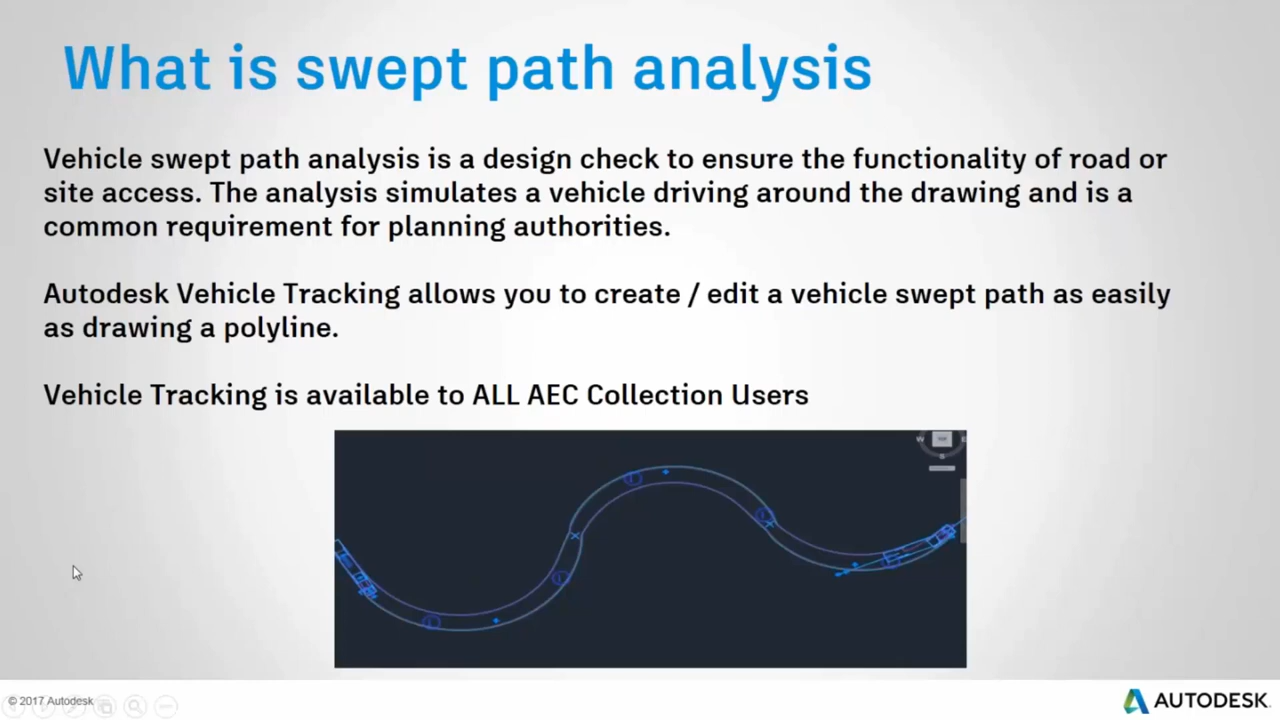 What is swept path analysis
Vehicle swept path analysis is a design check to ensure the functionality of road or
site access. The analysis simulates a vehicle driving around the drawing and is a
common requirement for planning authorities.
Autodesk Vehicle Tracking allows you to create / edit a vehicle swept path as easily
as drawing a polyline.
Vehicle Tracking is available to ALL AEC Collection Users
W
E
S
© 2017 Autodesk
AUTODESK.